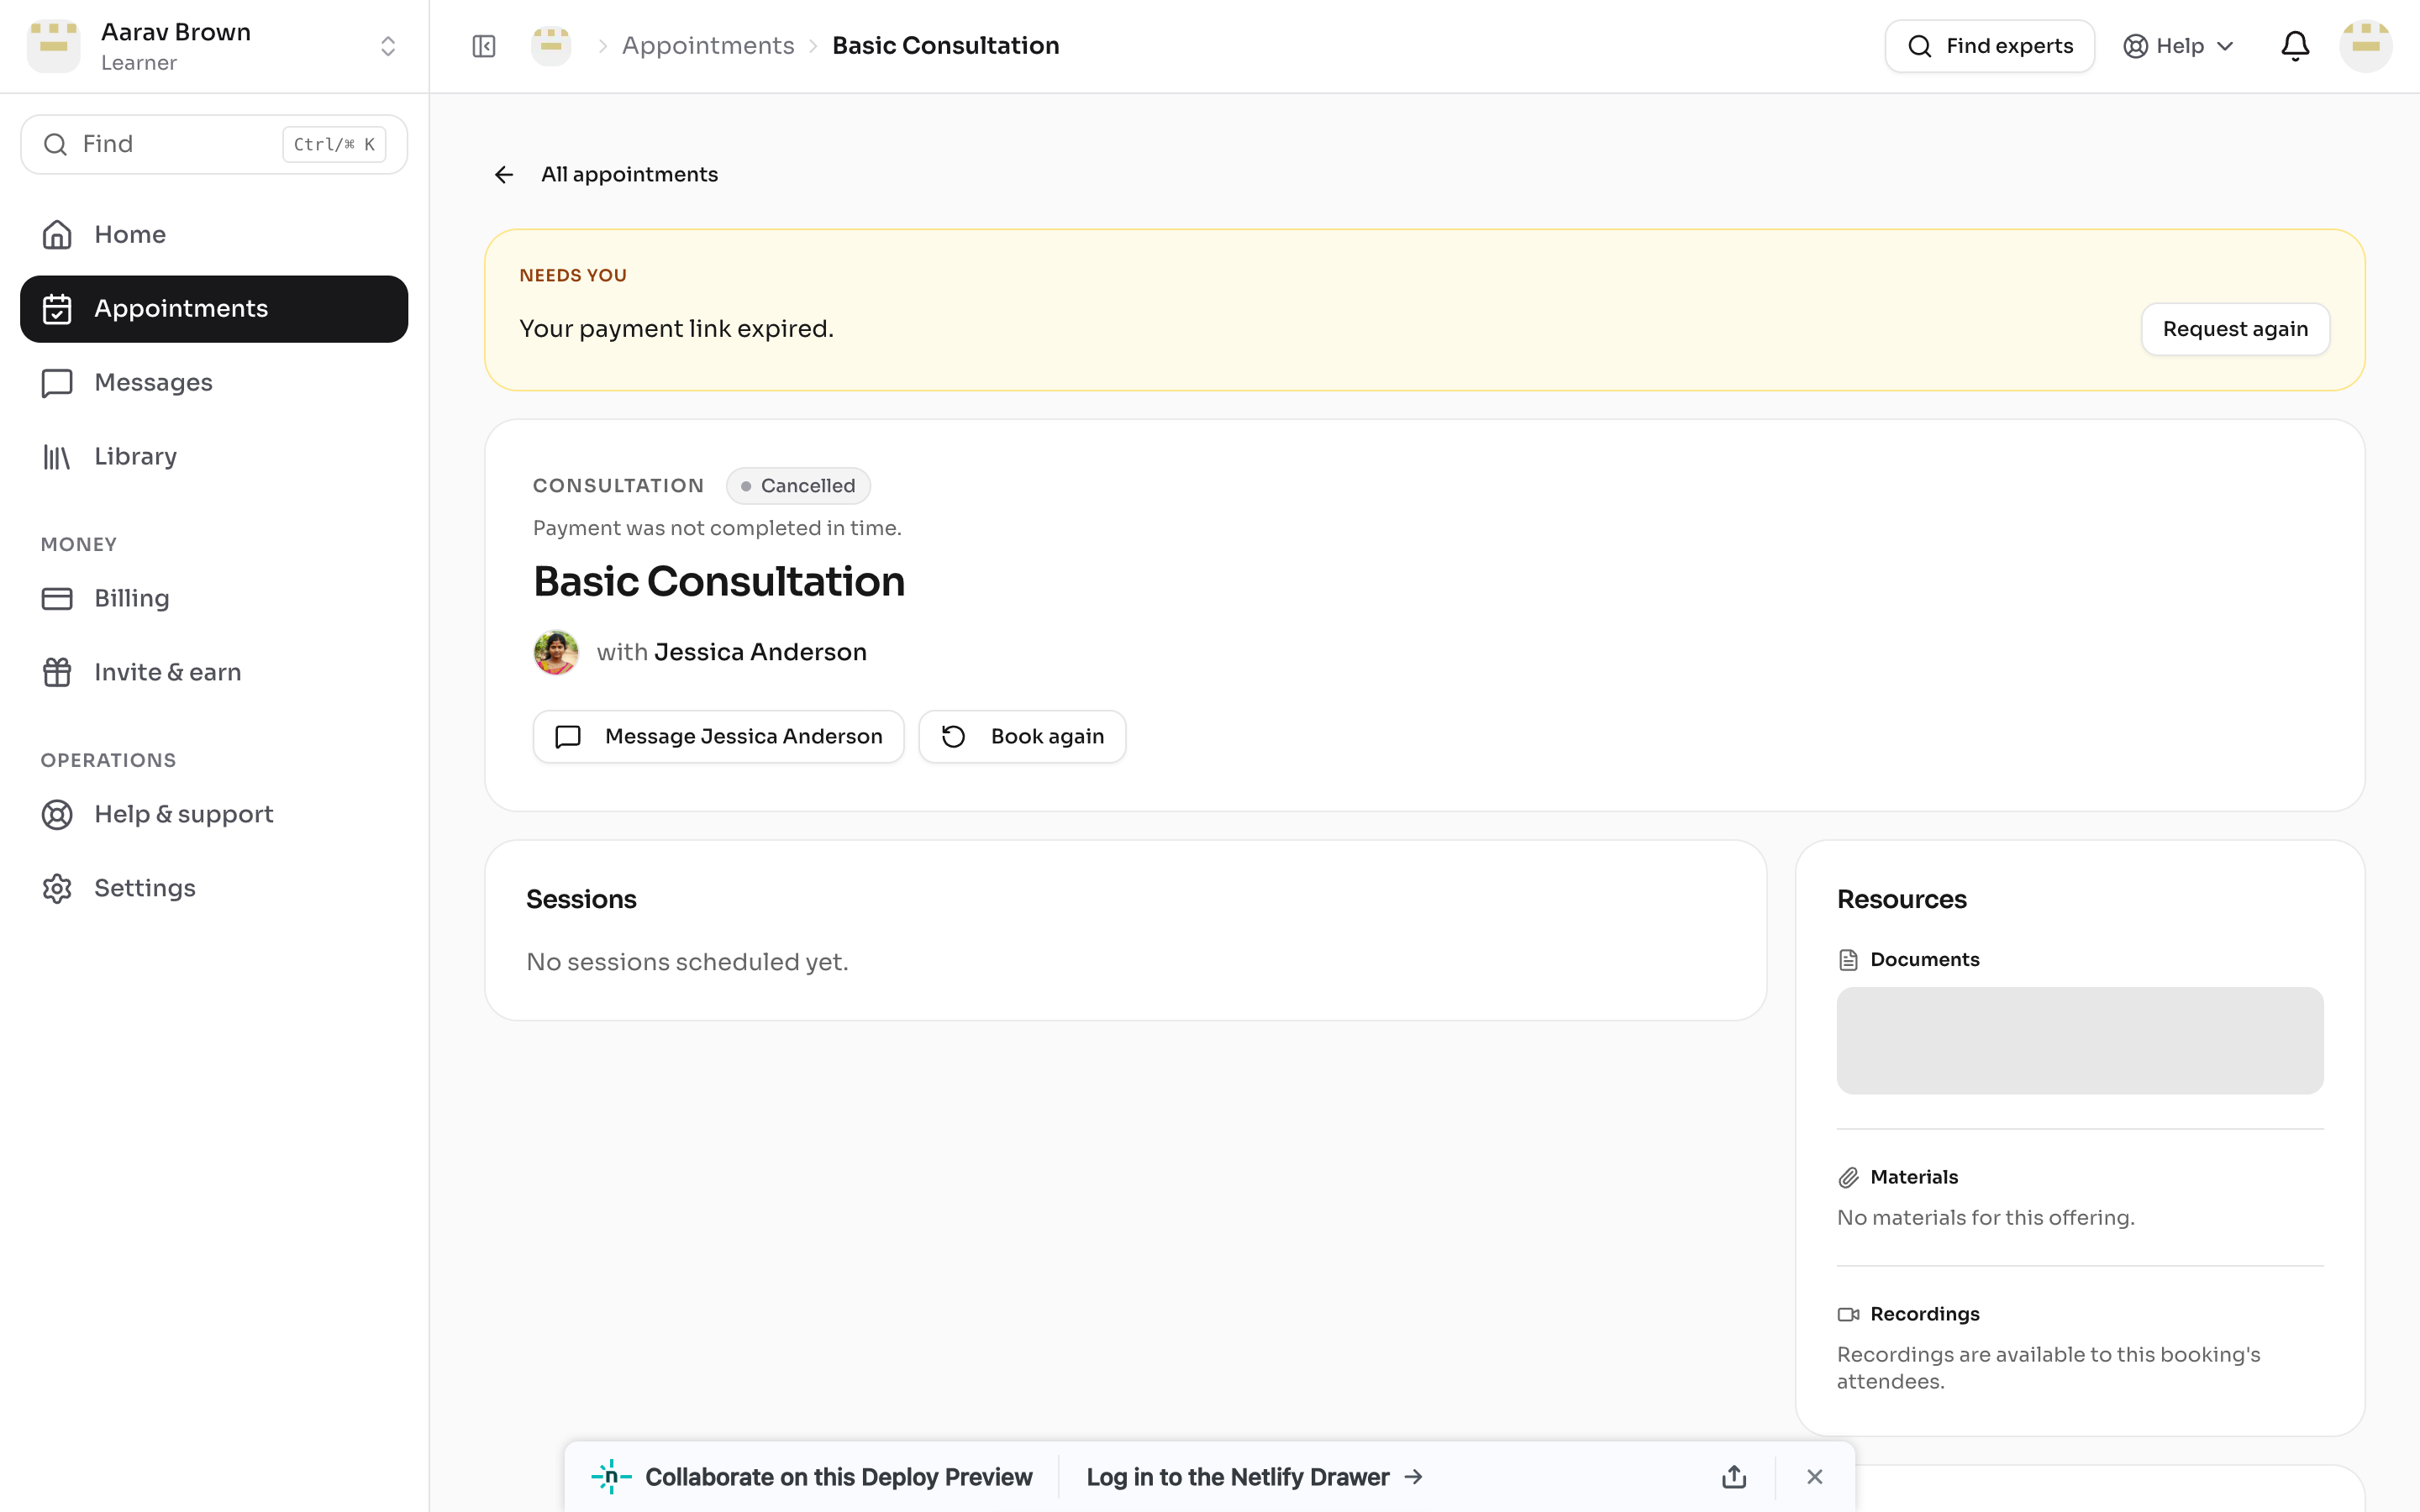 Aarav Brown
Learner
Find
Ctrl/⌘ K
Home
Appointments
Messages
Library
MONEY
Billing
Invite & earn
OPERATIONS
Help & support
Settings
Appointments
Basic Consultation
Find experts
Help
All appointments
NEEDS YOU
Your payment link expired.
Request again
CONSULTATION
Cancelled
Payment was not completed in time.
Basic Consultation
with Jessica Anderson
Message Jessica Anderson
Book again
Sessions
No sessions scheduled yet.
Resources
Documents
Materials
No materials for this offering.
Recordings
Recordings are available to this booking's
attendees.
Collaborate on this Deploy Preview
Log in to the Netlify Drawer →